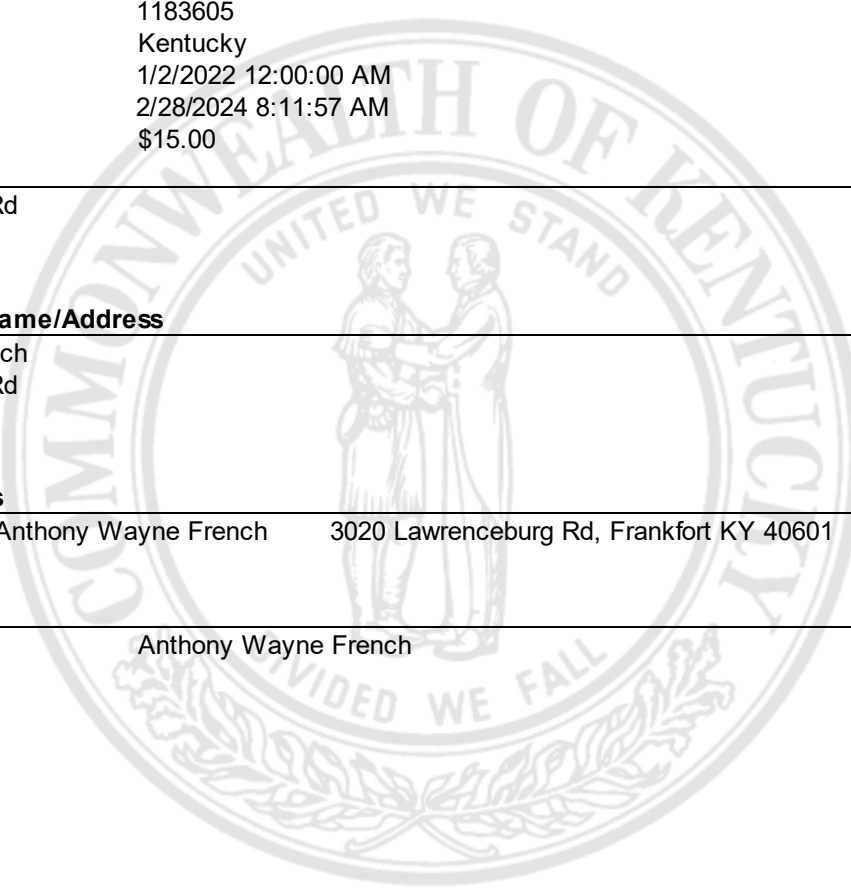 1183605
Kentucky
1/2/2022 12:00:00 AM
2/28/2024 8:11:57 AM
$15.00
Rd
ame/Address
ch
Rd
s
Anthony Wayne French 3020 Lawrenceburg Rd, Frankfort KY 40601
Anthony Wayne French
COMMONWEALTH OF KENTUCKY
UNITED WE STAND
DIVIDED WE FALL